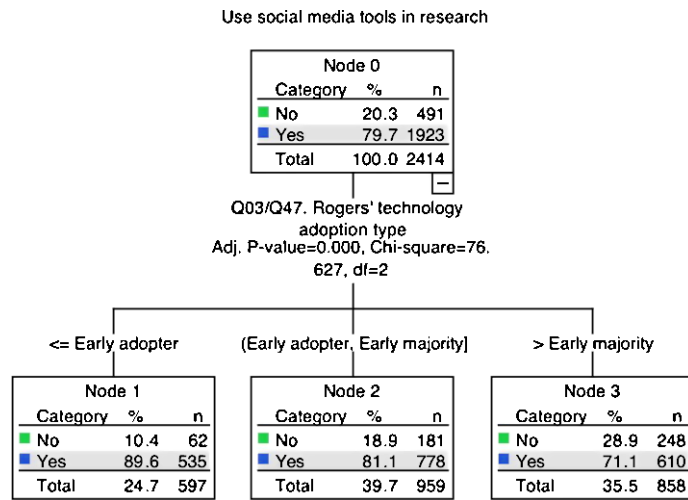 Use social media tools in research
Node 0
Category % n
No 20.3 491
Yes 79.7 1923
Total 100.0 2414
Q03/Q47. Rogers' technology
adoption type
Adj. P-value=0.000, Chi-square=76.
627, df=2
<= Early adopter
(Early adopter, Early majority]
> Early majority
Node 1
Category % n
No 10.4 62
Yes 89.6 535
Total 24.7 597
Node 2
Category % n
No 18.9 181
Yes 81.1 778
Total 39.7 959
Node 3
Category % n
No 28.9 248
Yes 71.1 610
Total 35.5 858